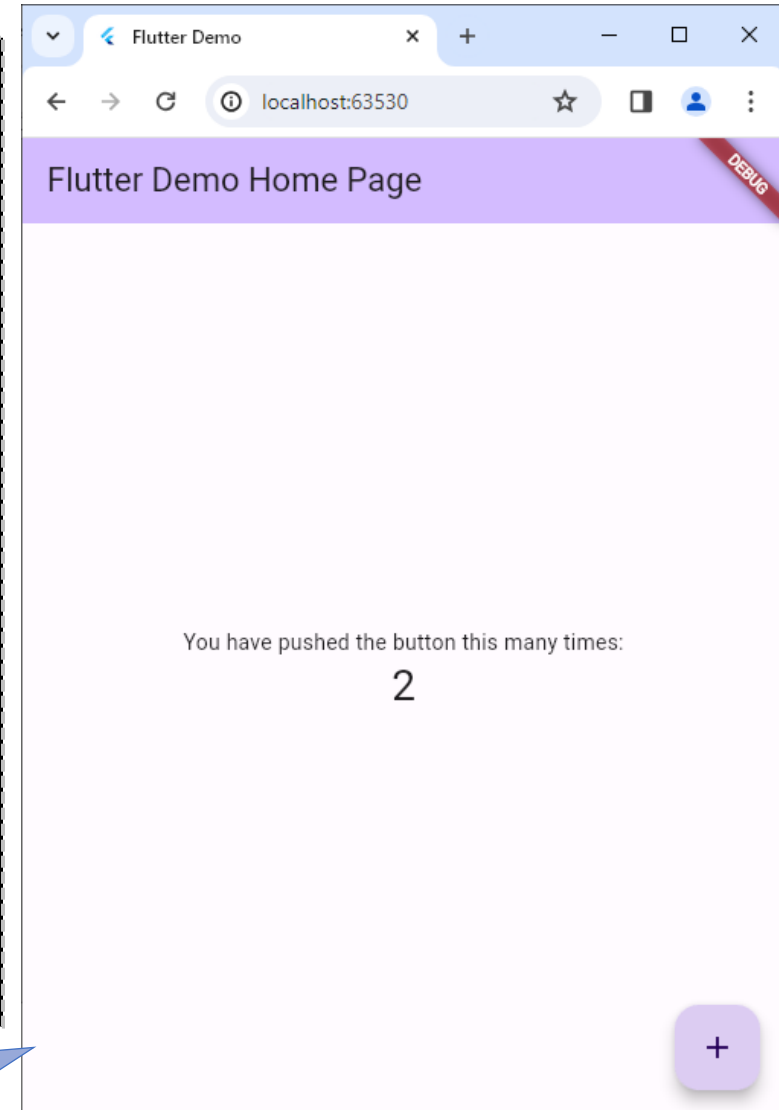 Flutter Demo
localhost:63530
Flutter Demo Home Page
DEBUG
You have pushed the button this many times:
2